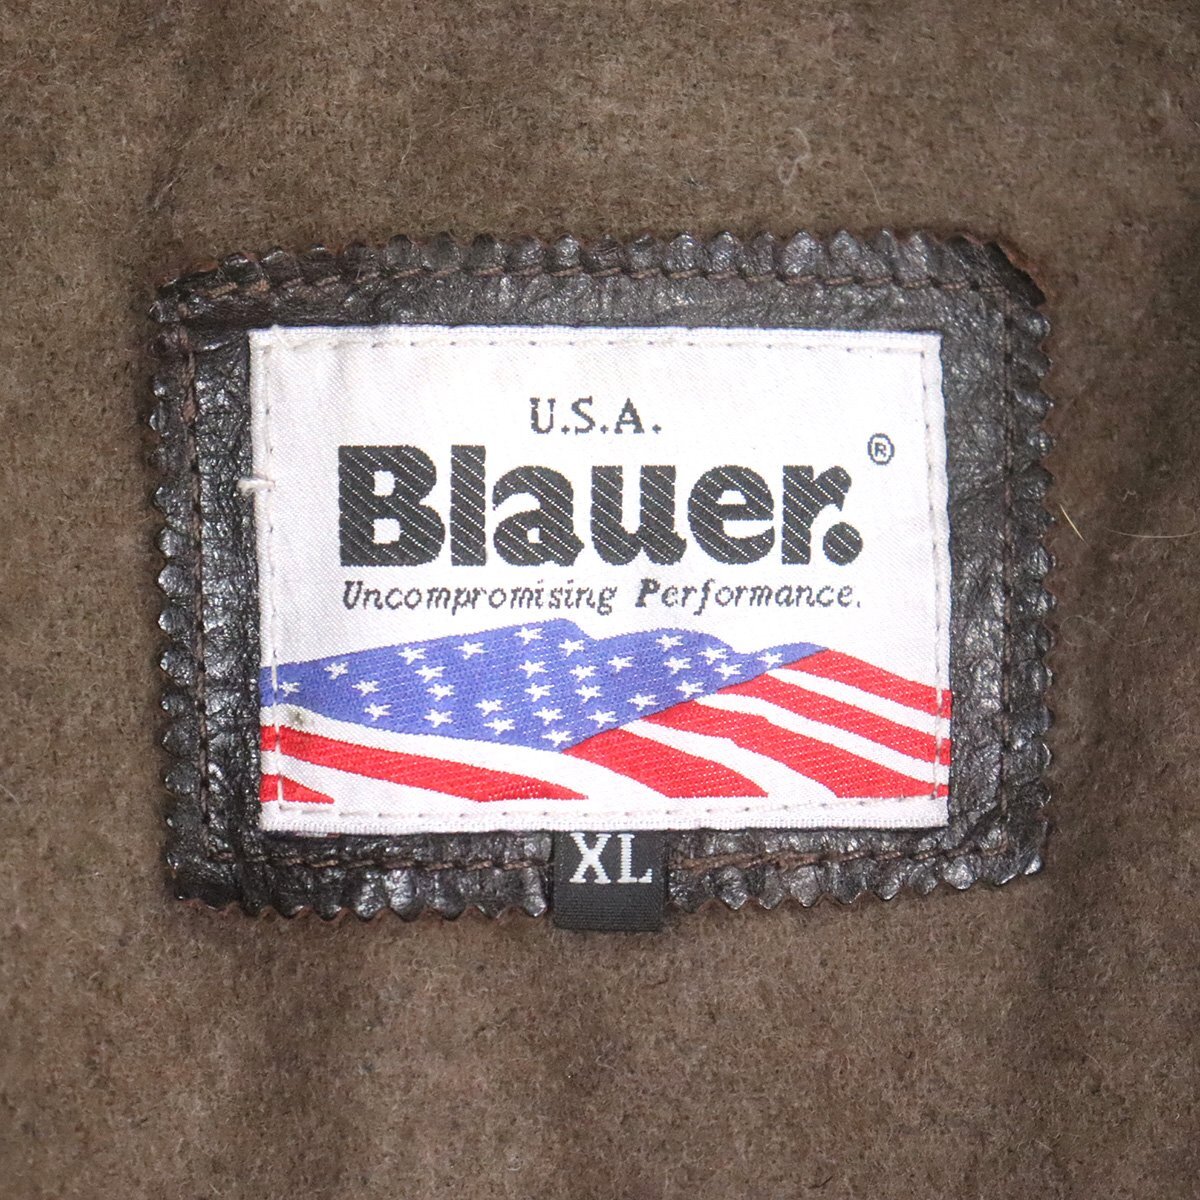 U.S.A.
Blauer.®
Uncompromising Performance.
XL